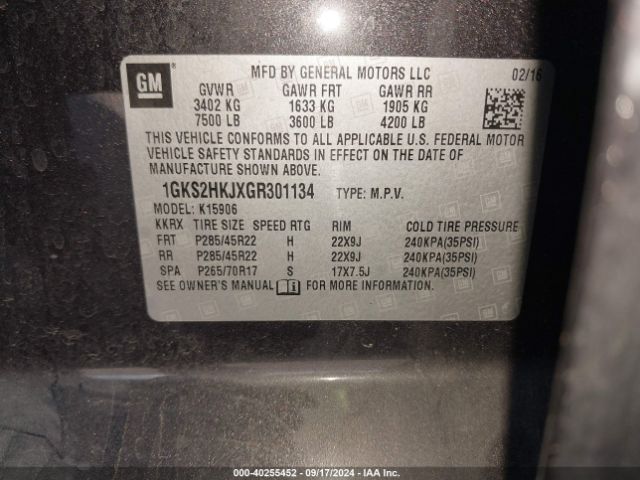 GM ®
MFD BY GENERAL MOTORS LLC 02/16
GVWR GAWR FRT GAWR RR
3402 KG 1633 KG 1905 KG
7500 LB 3600 LB 4200 LB
THIS VEHICLE CONFORMS TO ALL APPLICABLE U.S. FEDERAL MOTOR
VEHICLE SAFETY STANDARDS IN EFFECT ON THE DATE OF
MANUFACTURE SHOWN ABOVE.
1GKS2HKJXGR301134 TYPE: M.P.V.
MODEL: K15906
KKRX TIRE SIZE SPEED RTG RIM COLD TIRE PRESSURE
FRT P285/45R22 H 22X9J 240KPA(35PSI)
RR P285/45R22 H 22X9J 240KPA(35PSI)
SPA P265/70R17 S 17X7.5J 240KPA(35PSI)
SEE OWNER'S MANUAL FOR MORE INFORMATION.
000-40255452 - 09/17/2024 - IAA Inc.